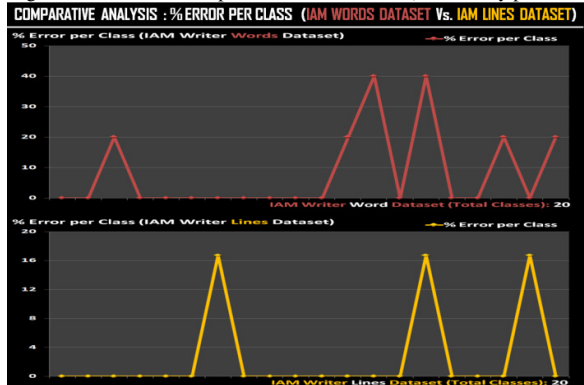 COMPARATIVE ANALYSIS : % ERROR PER CLASS (IAM WORDS DATASET Vs. IAM LINES DATASET)
% Error per Class (IAM Writer Words Dataset)
% Error per Class
50
40
30
20
10
0
IAM Writer Word Dataset (Total Classes): 20
% Error per Class (IAM Writer Lines Dataset)
% Error per Class
20
16
12
8
4
0
IAM Writer Lines Dataset (Total Classes): 20